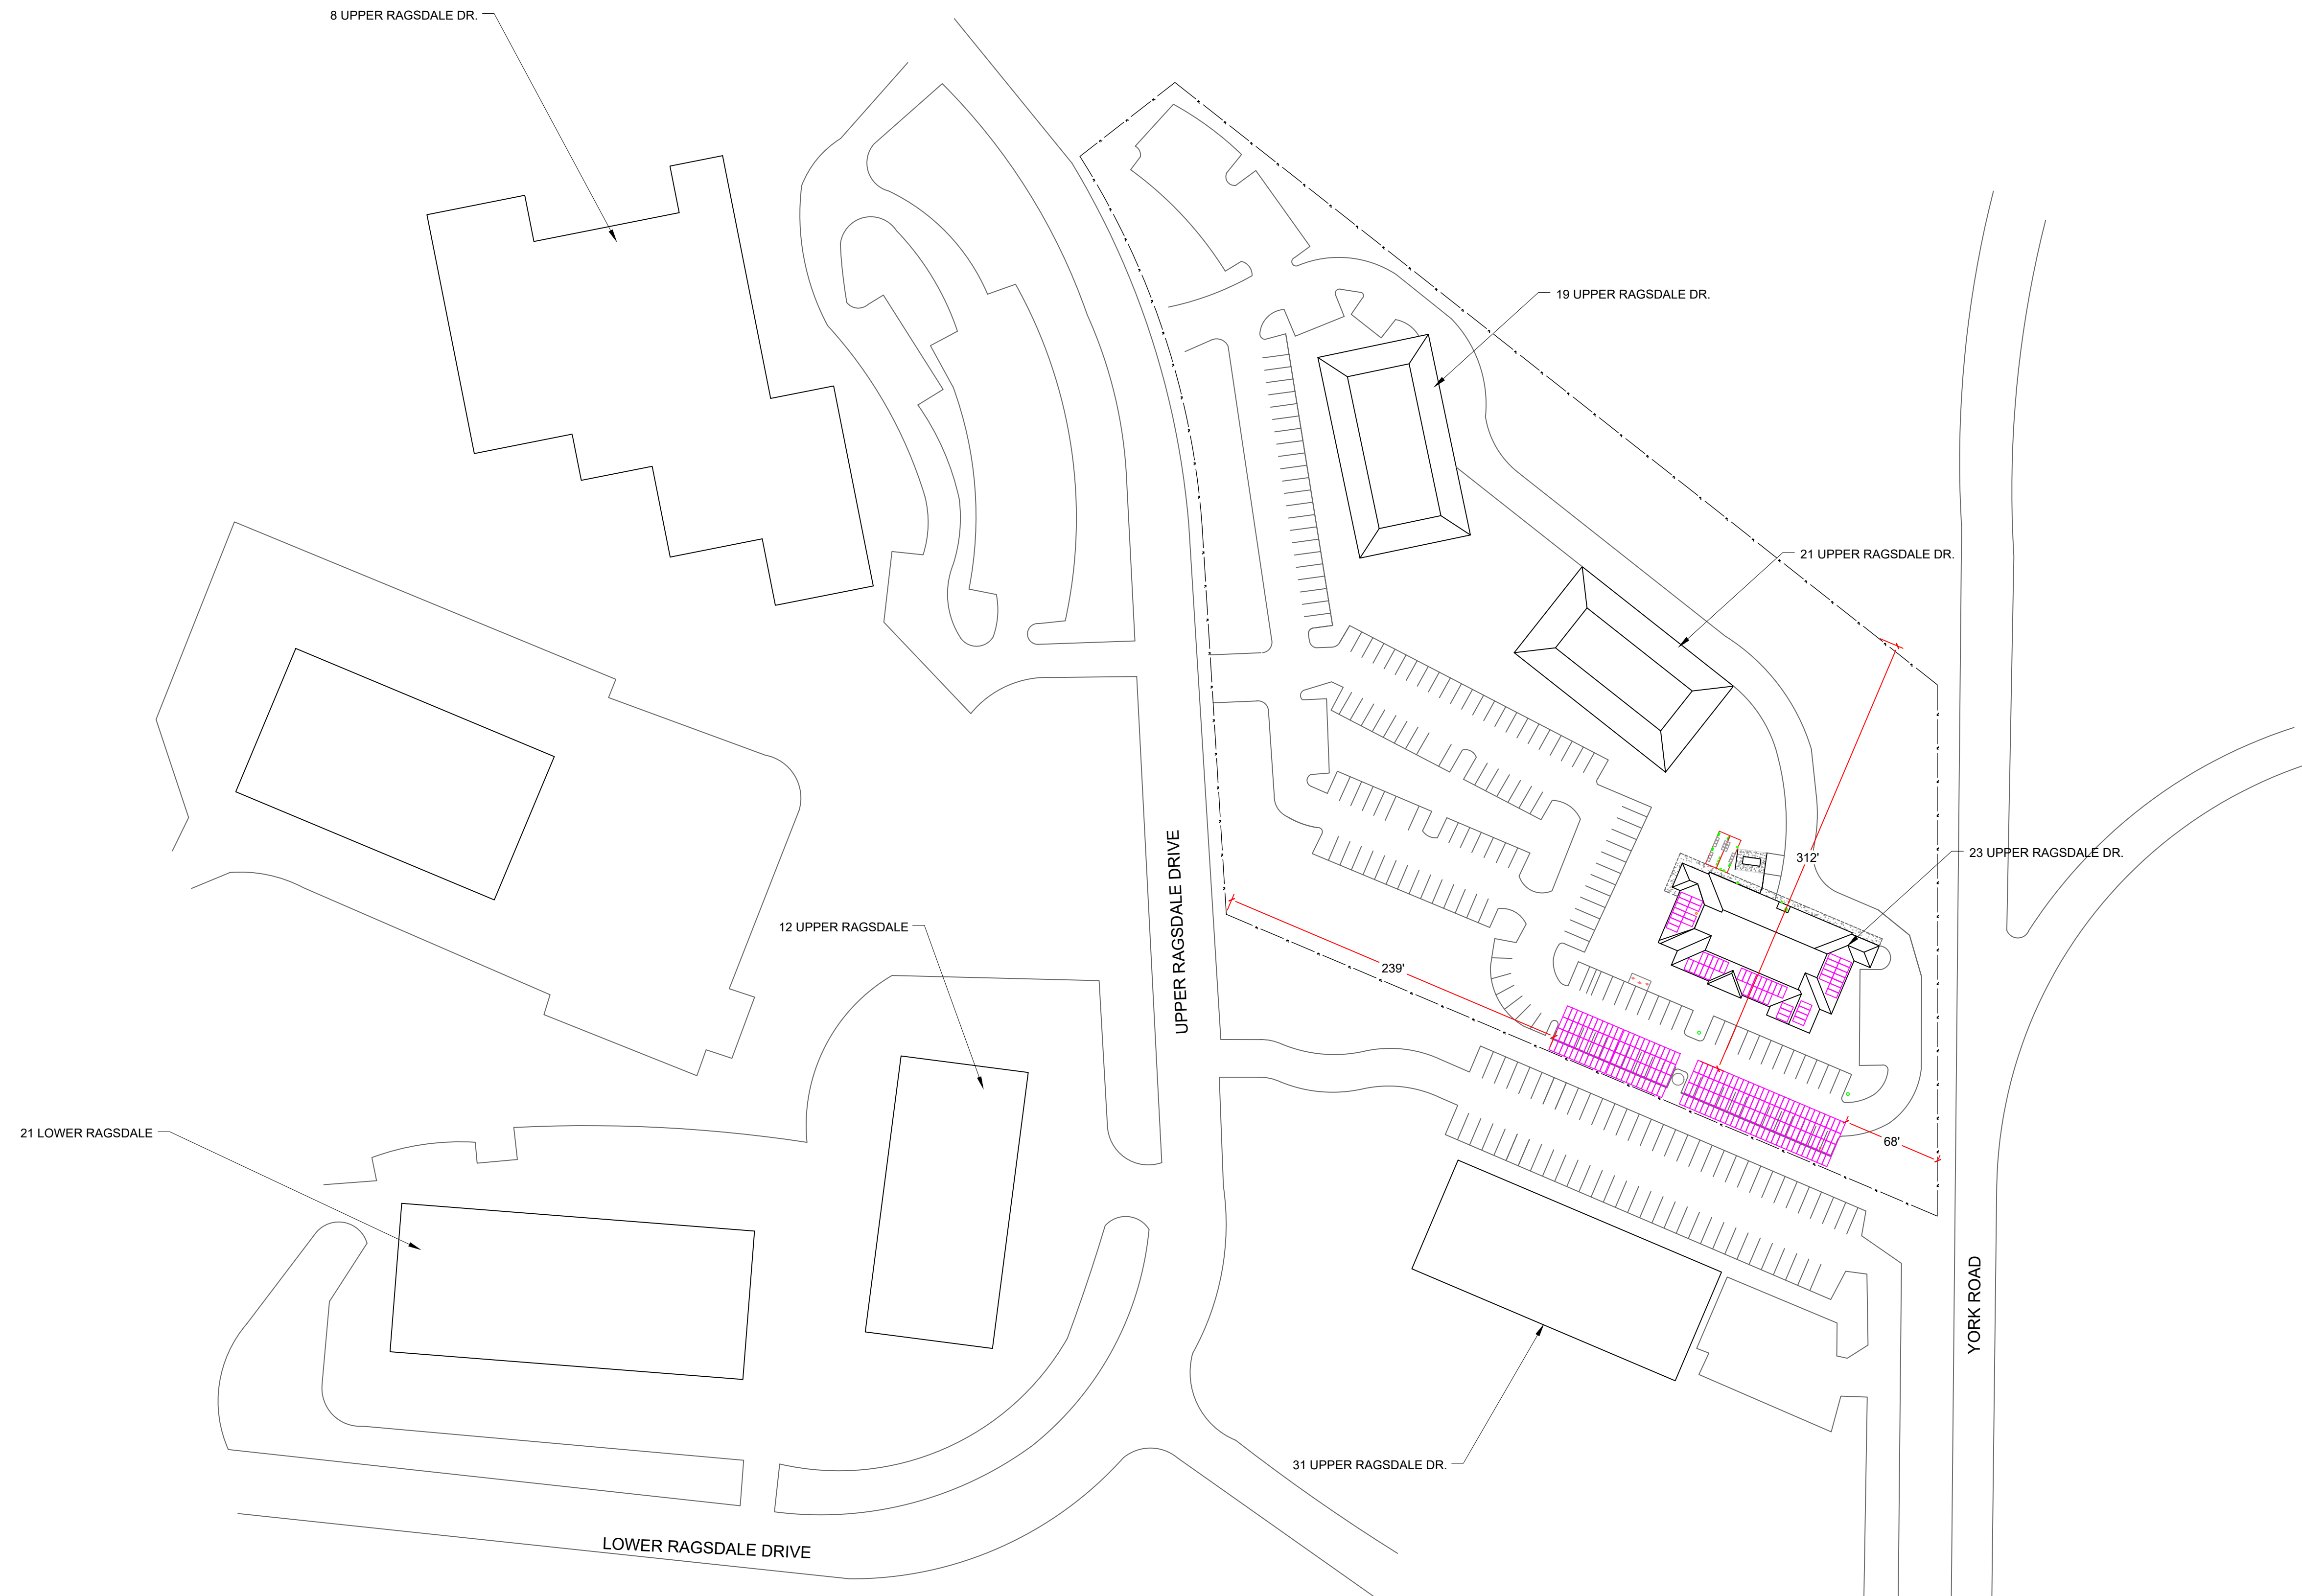 8 UPPER RAGSDALE DR.
19 UPPER RAGSDALE DR.
21 UPPER RAGSDALE DR.
312'
23 UPPER RAGSDALE DR.
UPPER RAGSDALE DRIVE
12 UPPER RAGSDALE
239'
21 LOWER RAGSDALE
68'
YORK ROAD
31 UPPER RAGSDALE DR.
LOWER RAGSDALE DRIVE